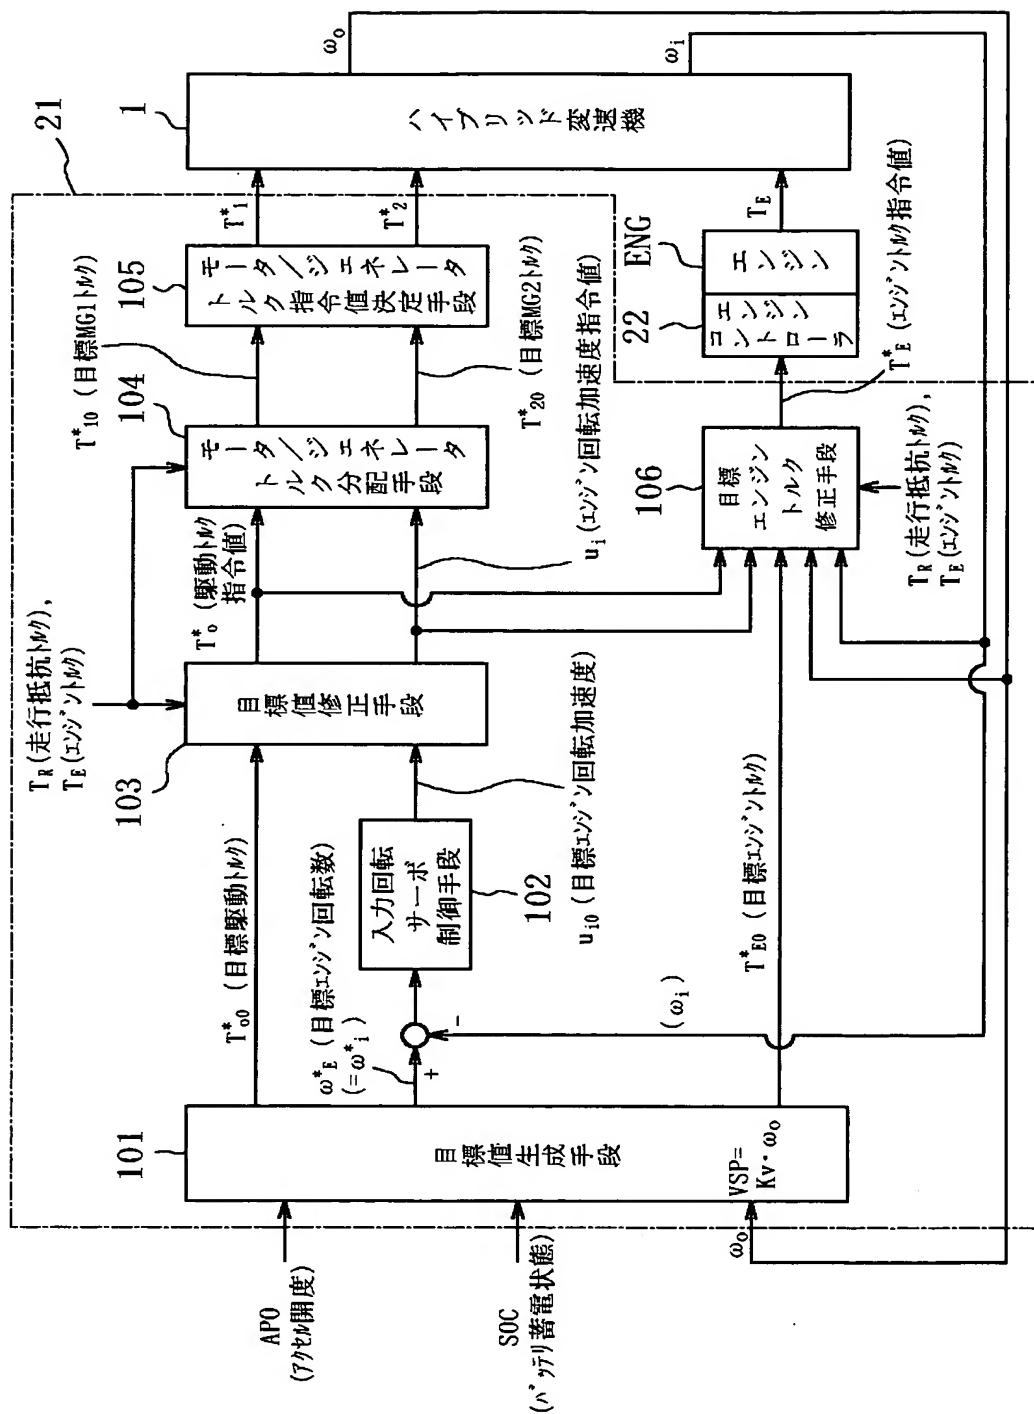 21
1
ハイブリッド変速機
ωo
ωi
T*1
T*2
TE
105
モータ/ジェネレータ
トルク指令値決定手段
T*10 (目標MG1トルク)
T*20 (目標MG2トルク)
104
モータ/ジェネレータ
トルク分配手段
ui (エンジン回転加速度指令値)
T*o (駆動トルク
指令値)
ENG
エンジン
22
エンジン
コントローラ
T*E (エンジントルク指令値)
106
目標
エンジン
トルク
修正手段
TR (走行抵抗トルク),
TE (エンジントルク)
TR (走行抵抗トルク),
TE (エンジントルク)
103
目標値修正手段
ui0 (目標エンジン回転加速度)
T*o0 (目標駆動トルク)
102
入力回転
サーボ
制御手段
ω*E (目標エンジン回転数)
(=ω*i)
+
-
(ωi)
T*E0 (目標エンジントルク)
101
目標値生成手段
VSP=
Kv・ωo
ωo
APO
(アクセル開度)
SOC
(バッテリ蓄電状態)